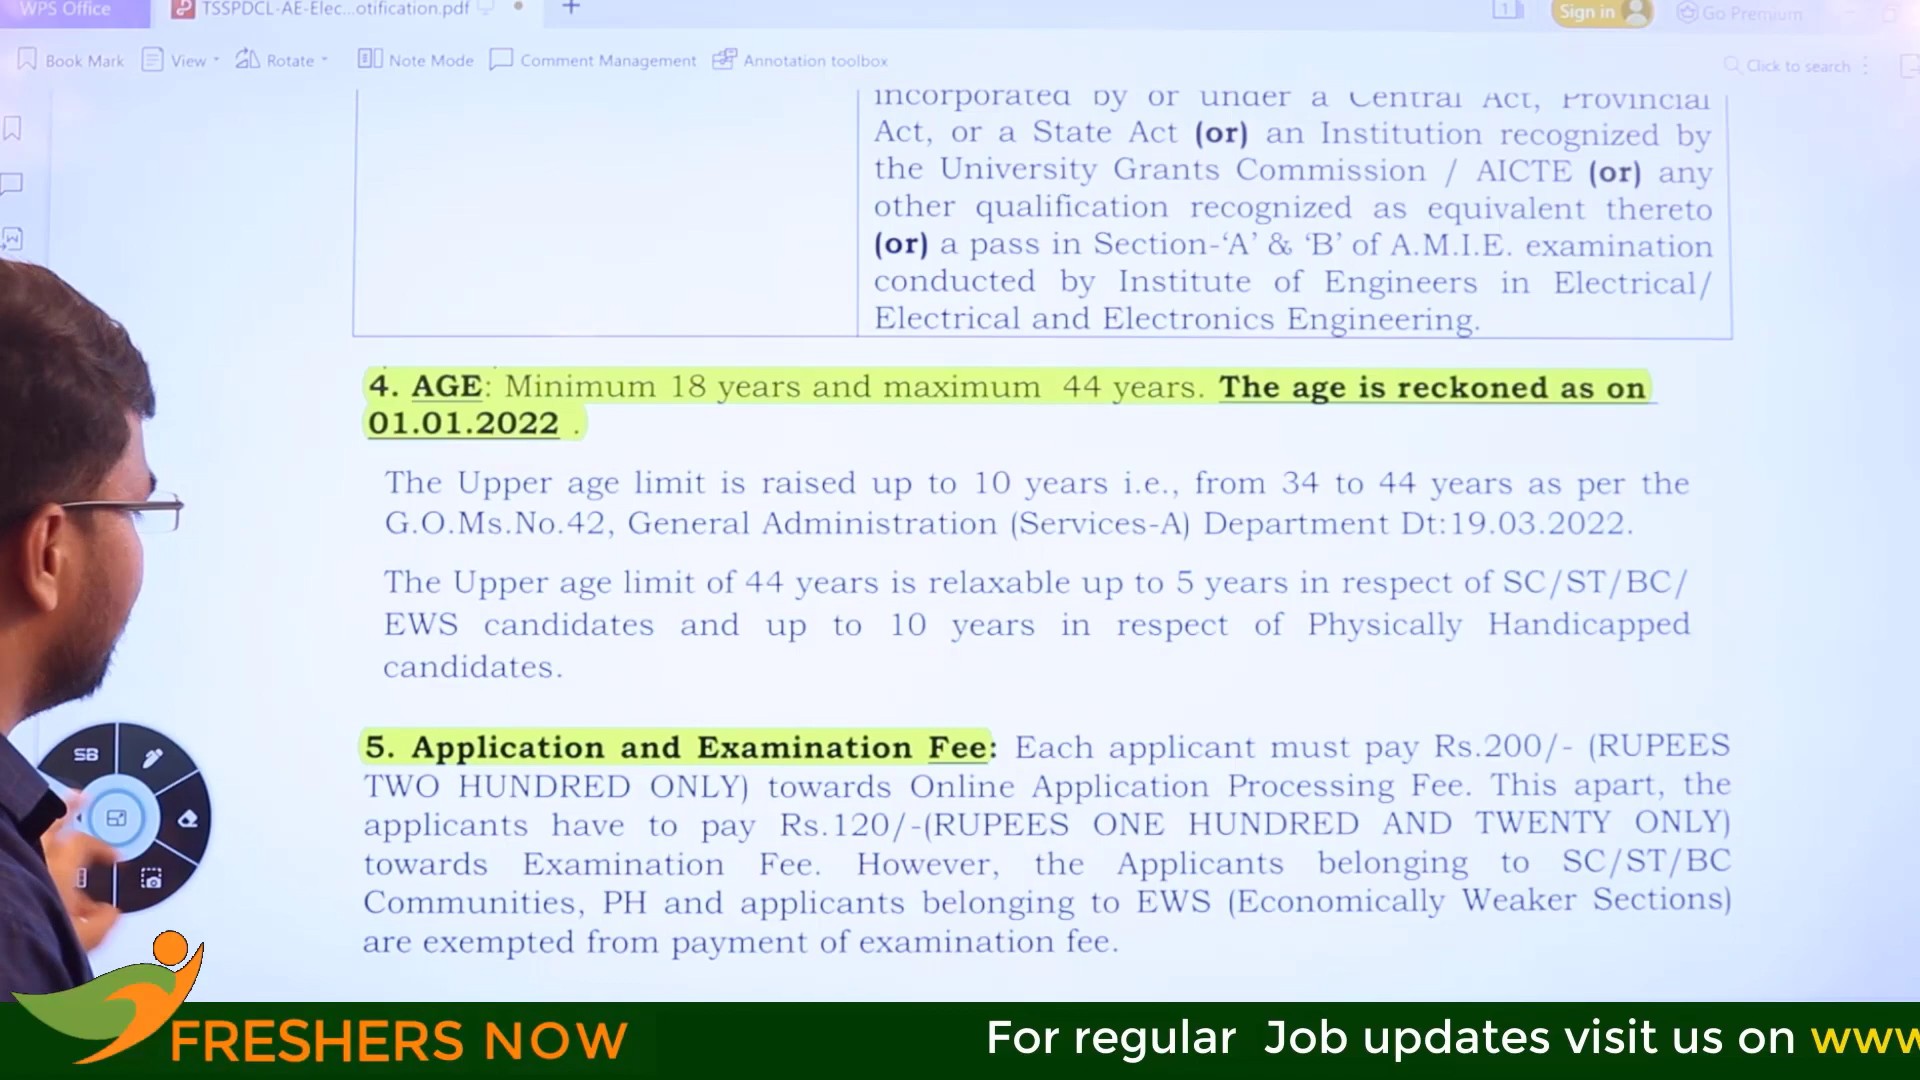 WPS Office
TSSPDCL-AE-Elec...otification.pdf
Sign in
Go Premium
Book Mark
View
Rotate
Note Mode
Comment Management
Annotation toolbox
Click to search
incorporated by or under a Central Act, Provincial
Act, or a State Act (or) an Institution recognized by
the University Grants Commission / AICTE (or) any
other qualification recognized as equivalent thereto
(or) a pass in Section-‘A’ & ‘B’ of A.M.I.E. examination
conducted by Institute of Engineers in Electrical/
Electrical and Electronics Engineering.
4. AGE: Minimum 18 years and maximum 44 years. The age is reckoned as on
01.01.2022 .
The Upper age limit is raised up to 10 years i.e., from 34 to 44 years as per the
G.O.Ms.No.42, General Administration (Services-A) Department Dt:19.03.2022.
The Upper age limit of 44 years is relaxable up to 5 years in respect of SC/ST/BC/
EWS candidates and up to 10 years in respect of Physically Handicapped
candidates.
5. Application and Examination Fee: Each applicant must pay Rs.200/- (RUPEES
TWO HUNDRED ONLY) towards Online Application Processing Fee. This apart, the
applicants have to pay Rs.120/-(RUPEES ONE HUNDRED AND TWENTY ONLY)
towards Examination Fee. However, the Applicants belonging to SC/ST/BC
Communities, PH and applicants belonging to EWS (Economically Weaker Sections)
are exempted from payment of examination fee.
SB
FRESHERS NOW
For regular Job updates visit us on www